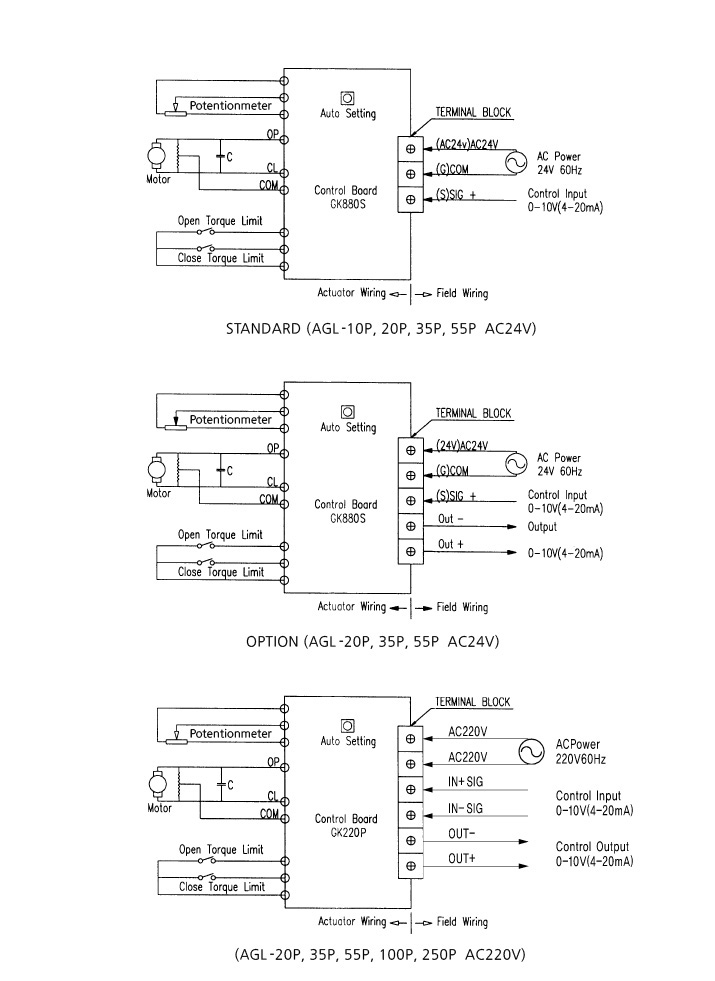 Potentionmeter
Auto Setting
TERMINAL BLOCK
OP
(AC24v)AC24V
C
AC Power
24V 60Hz
CL
(G)COM
Motor
COM
Control Board
GK880S
(S)SIG +
Control Input
0-10V(4-20mA)
Open Torque Limit
Close Torque Limit
Actuator Wiring
Field Wiring
STANDARD (AGL-10P, 20P, 35P, 55P AC24V)
Potentionmeter
Auto Setting
TERMINAL BLOCK
OP
(24V)AC24V
C
AC Power
24V 60Hz
CL
(G)COM
Motor
COM
Control Board
GK880S
(S)SIG +
Control Input
0-10V(4-20mA)
Out -
Output
Open Torque Limit
Out +
0-10V(4-20mA)
Close Torque Limit
Actuator Wiring
Field Wiring
OPTION (AGL-20P, 35P, 55P AC24V)
TERMINAL BLOCK
Potentionmeter
Auto Setting
AC220V
OP
AC220V
ACPower
220V60Hz
C
IN+SIG
CL
Motor
COM
Control Board
GK220P
IN-SIG
Control Input
0-10V(4-20mA)
OUT-
Open Torque Limit
OUT+
Control Output
0-10V(4-20mA)
Close Torque Limit
Actuator Wiring
Field Wiring
(AGL-20P, 35P, 55P, 100P, 250P AC220V)